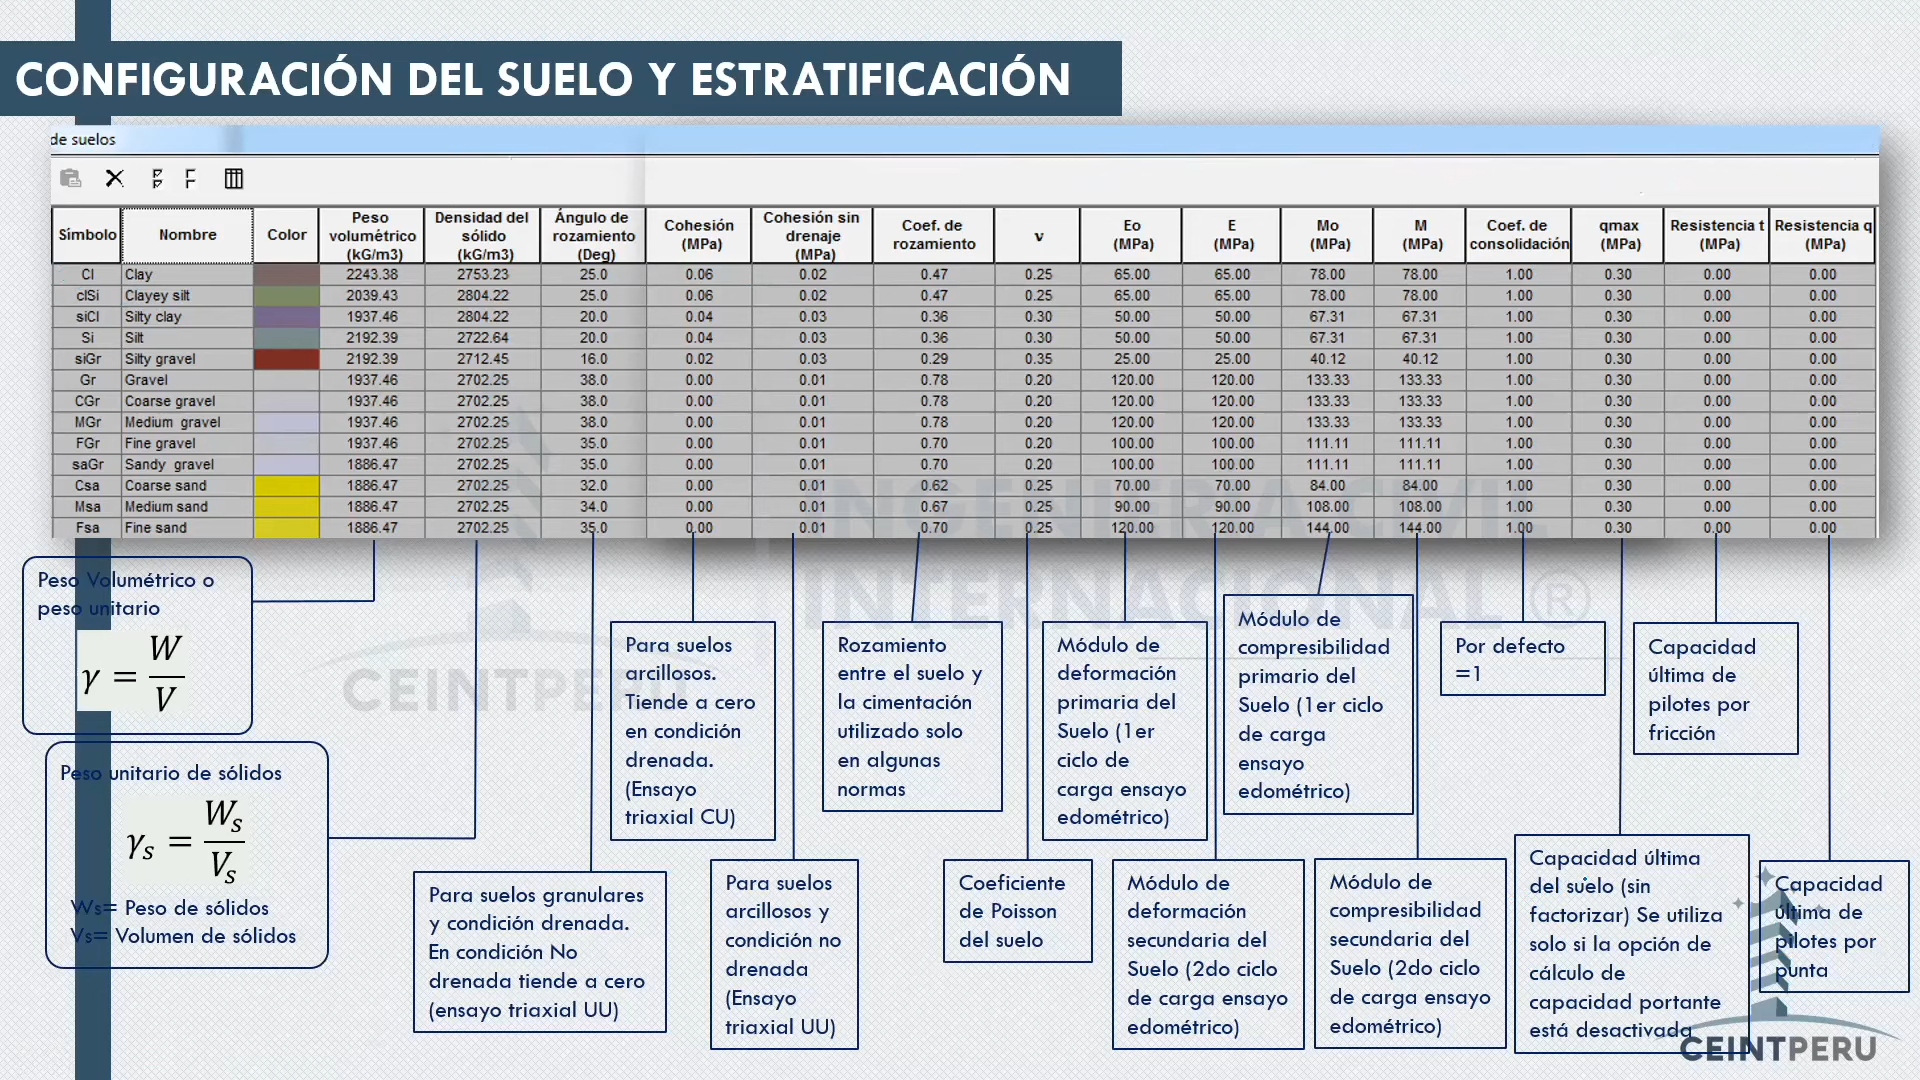 CONFIGURACIÓN DEL SUELO Y ESTRATIFICACIÓN
de suelos
Símbolo Nombre Color Peso volumétrico (kG/m3) Densidad del sólido (kG/m3) Ángulo de rozamiento (Deg) Cohesión (MPa) Cohesión sin drenaje (MPa) Coef. de rozamiento ν Eo (MPa) E (MPa) Mo (MPa) M (MPa) Coef. de consolidación qmax (MPa) Resistencia t (MPa) Resistencia q (MPa)
Cl Clay 2243.38 2753.23 25.0 0.06 0.02 0.47 0.25 65.00 65.00 78.00 78.00 1.00 0.30 0.00 0.00
clSi Clayey silt 2039.43 2804.22 25.0 0.06 0.02 0.47 0.25 65.00 65.00 78.00 78.00 1.00 0.30 0.00 0.00
siCl Silty clay 1937.46 2804.22 20.0 0.04 0.03 0.36 0.30 50.00 50.00 67.31 67.31 1.00 0.30 0.00 0.00
Si Silt 2192.39 2722.64 20.0 0.04 0.03 0.36 0.30 50.00 50.00 67.31 67.31 1.00 0.30 0.00 0.00
siGr Silty gravel 2192.39 2712.45 16.0 0.02 0.03 0.29 0.35 25.00 25.00 40.12 40.12 1.00 0.30 0.00 0.00
Gr Gravel 1937.46 2702.25 38.0 0.00 0.01 0.78 0.20 120.00 120.00 133.33 133.33 1.00 0.30 0.00 0.00
CGr Coarse gravel 1937.46 2702.25 38.0 0.00 0.01 0.78 0.20 120.00 120.00 133.33 133.33 1.00 0.30 0.00 0.00
MGr Medium gravel 1937.46 2702.25 38.0 0.00 0.01 0.78 0.20 120.00 120.00 133.33 133.33 1.00 0.30 0.00 0.00
FGr Fine gravel 1937.46 2702.25 35.0 0.00 0.01 0.70 0.20 100.00 100.00 111.11 111.11 1.00 0.30 0.00 0.00
saGr Sandy gravel 1886.47 2702.25 35.0 0.00 0.01 0.70 0.20 100.00 100.00 111.11 111.11 1.00 0.30 0.00 0.00
Csa Coarse sand 1886.47 2702.25 32.0 0.00 0.01 0.62 0.25 70.00 70.00 84.00 84.00 1.00 0.30 0.00 0.00
Msa Medium sand 1886.47 2702.25 34.0 0.00 0.01 0.67 0.25 90.00 90.00 108.00 108.00 1.00 0.30 0.00 0.00
Fsa Fine sand 1886.47 2702.25 35.0 0.00 0.01 0.70 0.25 120.00 120.00 144.00 144.00 1.00 0.30 0.00 0.00
INGENIERÍA CIVIL
INTERNACIONAL ®
CEINTPERU
Peso Volumétrico o
peso unitario
γ = W / V
Peso unitario de sólidos
γs = Ws / Vs
Ws= Peso de sólidos
Vs= Volumen de sólidos
Para suelos granulares
y condición drenada.
En condición No
drenada tiende a cero
(ensayo triaxial UU)
Para suelos
arcillosos.
Tiende a cero
en condición
drenada.
(Ensayo
triaxial CU)
Para suelos
arcillosos y
condición no
drenada
(Ensayo
triaxial UU)
Rozamiento
entre el suelo y
la cimentación
utilizado solo
en algunas
normas
Coeficiente
de Poisson
del suelo
Módulo de
deformación
primaria del
Suelo (1er
ciclo de
carga ensayo
edométrico)
Módulo de
deformación
secundaria del
Suelo (2do ciclo
de carga ensayo
edométrico)
Módulo de
compresibilidad
primario del
Suelo (1er ciclo
de carga
ensayo
edométrico)
Módulo de
compresibilidad
secundaria del
Suelo (2do ciclo
de carga ensayo
edométrico)
Por defecto
=1
Capacidad última
del suelo (sin
factorizar) Se utiliza
solo si la opción de
cálculo de
capacidad portante
está desactivada
Capacidad
última de
pilotes por
fricción
Capacidad
última de
pilotes por
punta
CEINTPERU